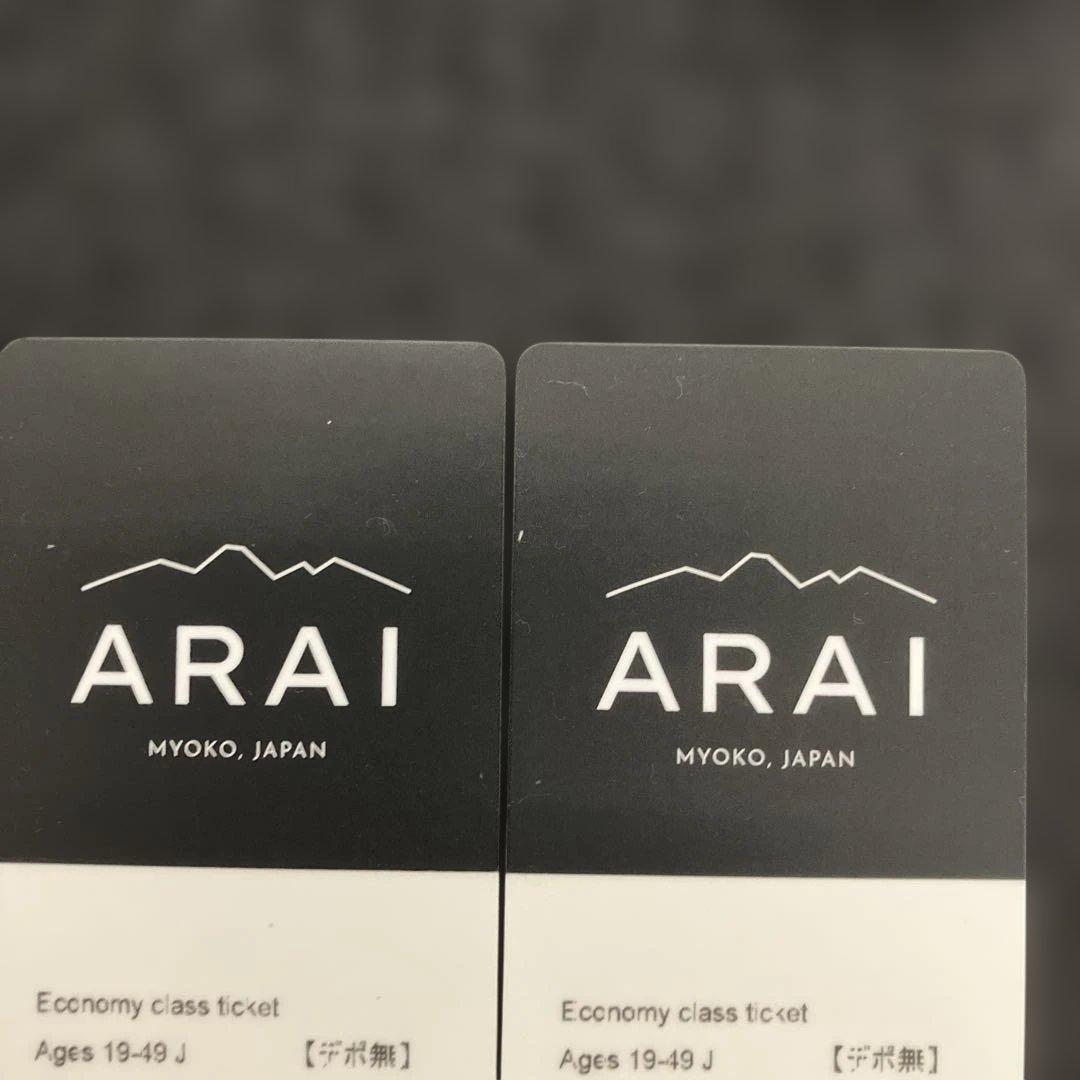 ARAI
MYOKO, JAPAN
Economy class ticket
Ages 19-49 J 【デポ無】
ARAI
MYOKO, JAPAN
Economy class ticket
Ages 19-49 J 【デポ無】